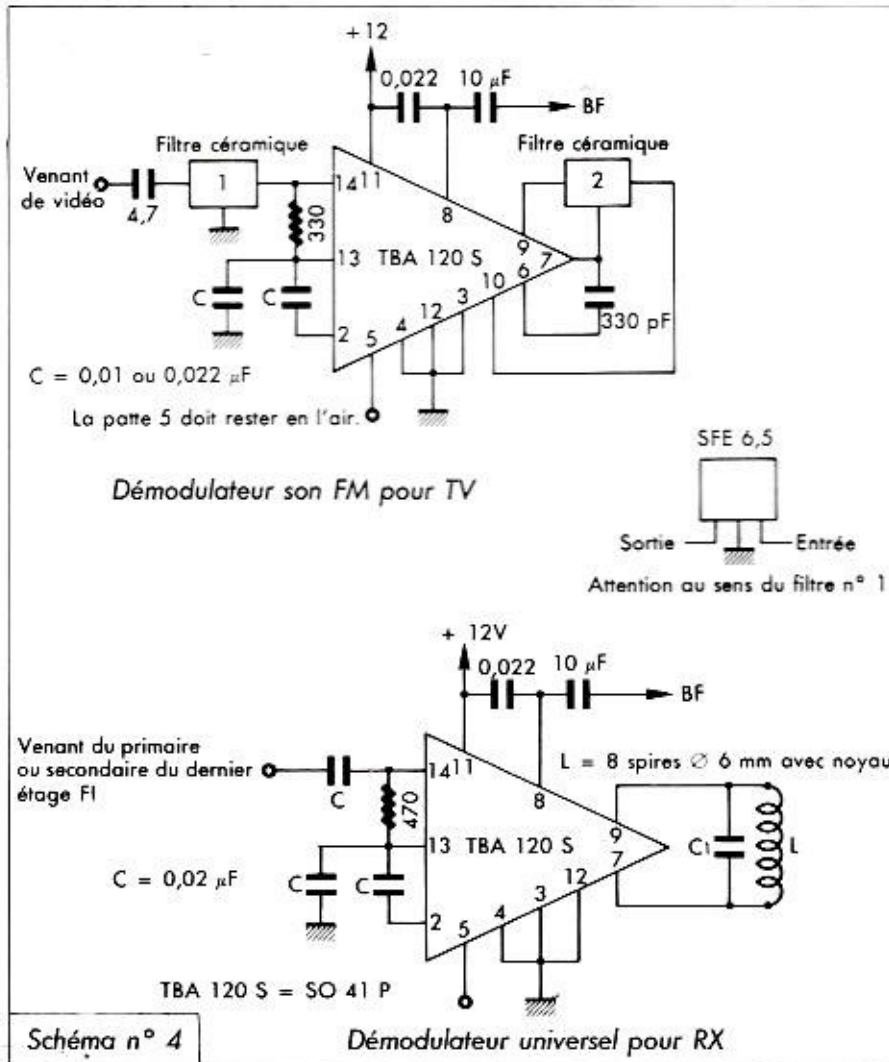 +12
0,022
10 µF
BF
Filtre céramique
Filtre céramique
Venant
de vidéo
4,7
1
14
11
8
2
330
13
TBA 120 S
9
7
6
10
C
C
2
5
4
12
3
330 pF
C = 0,01 ou 0,022 µF
La patte 5 doit rester en l'air.
SFE 6,5
Démodulateur son FM pour TV
Sortie
Entrée
Attention au sens du filtre n° 1
+ 12V
0,022
10 µF
BF
Venant du primaire
ou secondaire du dernier
étage FI
C
14
11
8
L = 8 spires ∅ 6 mm avec noyau
470
13
TBA 120 S
9
7
C1
L
C = 0,02 µF
C
C
2
5
4
3
12
TBA 120 S = SO 41 P
Schéma n° 4
Démodulateur universel pour RX